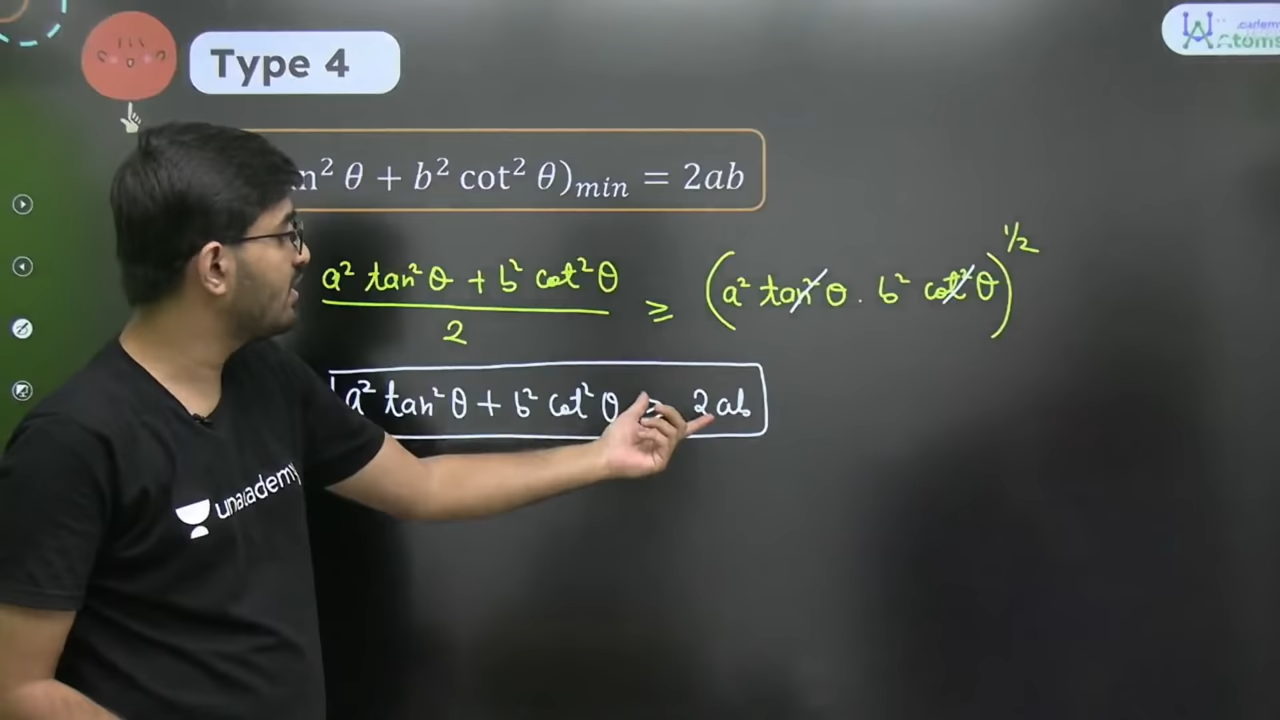 Type 4
Atoms
n² θ + b² cot² θ)min = 2ab
a² tan² θ + b² cot² θ / 2 ≥ (a² tan² θ . b² cot² θ)^1/2
a² tan² θ + b² cot² θ ≥ 2ab
unacademy